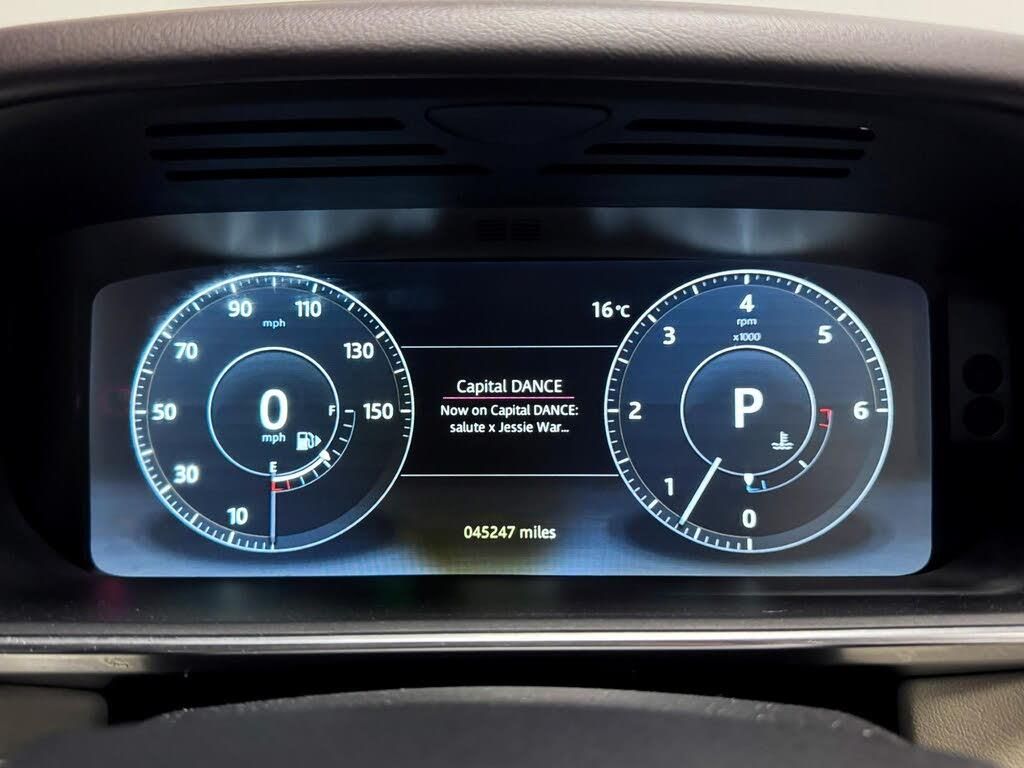 90 110
mph
70 130
50 150
30
10
0
mph
F
E
16°C
Capital DANCE
Now on Capital DANCE:
salute x Jessie War...
045247 miles
4
rpm
x1000
3 5
2 6
1
0
P